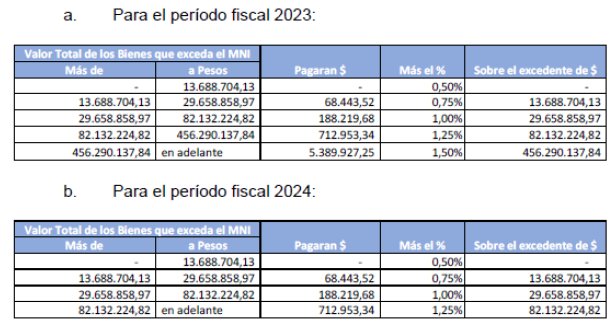 a. Para el período fiscal 2023:
Valor Total de los Bienes que exceda el MNI
Más de a Pesos Pagaran $ Más el % Sobre el excedente de $
- 13.688.704,13 - 0,50% -
13.688.704,13 29.658.858,97 68.443,52 0,75% 13.688.704,13
29.658.858,97 82.132.224,82 188.219,68 1,00% 29.658.858,97
82.132.224,82 456.290.137,84 712.953,34 1,25% 82.132.224,82
456.290.137,84 en adelante 5.389.927,25 1,50% 456.290.137,84
b. Para el período fiscal 2024:
Valor Total de los Bienes que exceda el MNI
Más de a Pesos Pagaran $ Más el % Sobre el excedente de $
- 13.688.704,13 - 0,50% -
13.688.704,13 29.658.858,97 68.443,52 0,75% 13.688.704,13
29.658.858,97 82.132.224,82 188.219,68 1,00% 29.658.858,97
82.132.224,82 en adelante 712.953,34 1,25% 82.132.224,82